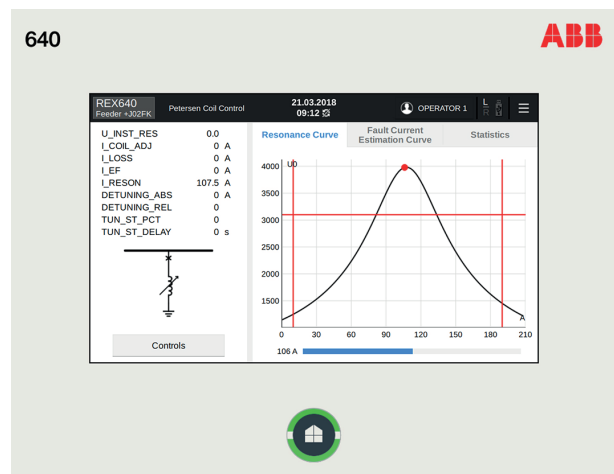 640
ABB
REX640
Feeder +J02FK
Petersen Coil Control
21.03.2018
09:12
OPERATOR 1
L
R
U_INST_RES 0.0
I_COIL_ADJ 0 A
I_LOSS 0 A
I_EF 0 A
I_RESON 107.5 A
DETUNING_ABS 0 A
DETUNING_REL 0
TUN_ST_PCT 0
TUN_ST_DELAY 0 s
Controls
Resonance Curve
Fault Current
Estimation Curve
Statistics
U0
4000
3500
3000
2500
2000
1500
A
0 30 60 90 120 150 180 210
106 A